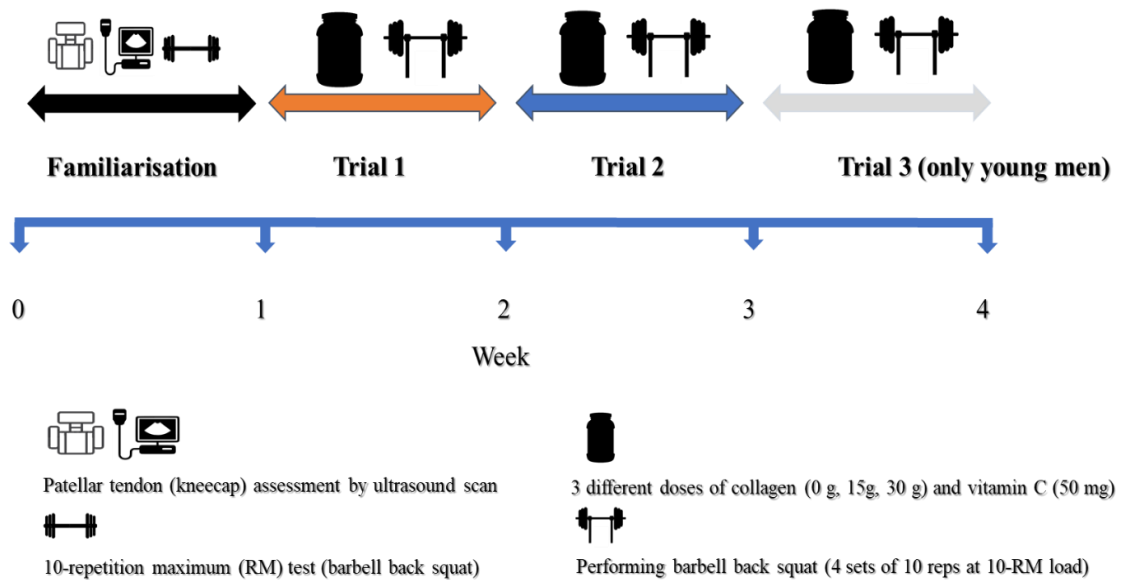 Familiarisation
Trial 1
Trial 2
Trial 3 (only young men)
0
1
2
3
4
Week
Patellar tendon (kneecap) assessment by ultrasound scan
3 different doses of collagen (0 g, 15g, 30 g) and vitamin C (50 mg)
10-repetition maximum (RM) test (barbell back squat)
Performing barbell back squat (4 sets of 10 reps at 10-RM load)